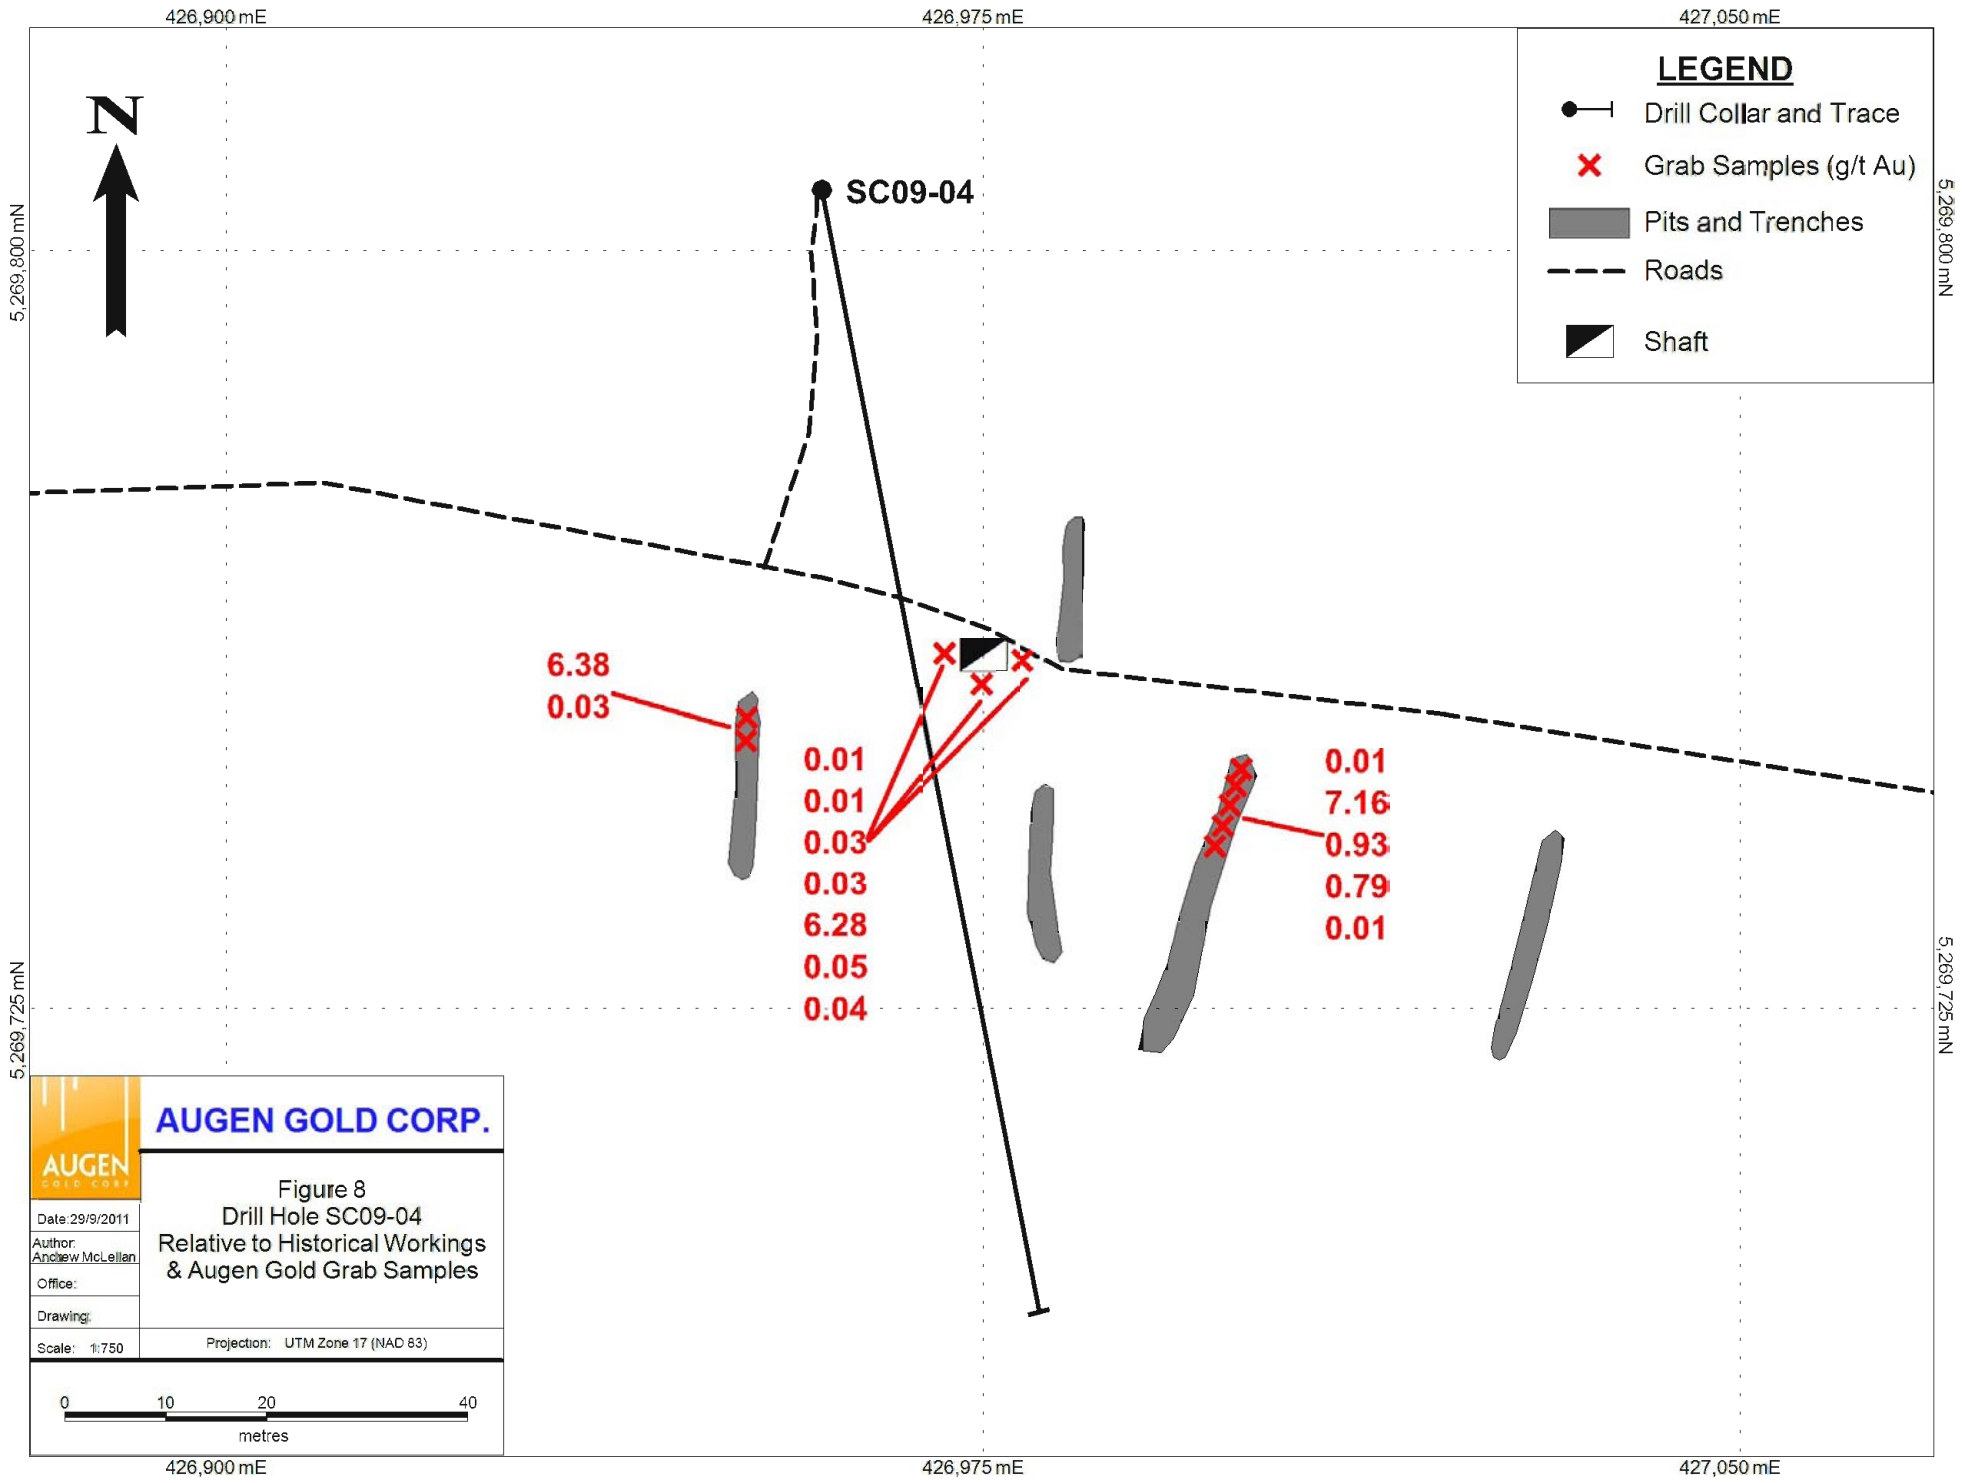 426,900 mE
426,975 mE
427,050 mE
N
LEGEND
Drill Collar and Trace
Grab Samples (g/t Au)
Pits and Trenches
Roads
Shaft
SC09-04
5,269,800 mN
5,269,800 mN
6.38
0.03
0.01
0.01
0.03
0.03
6.28
0.05
0.04
0.01
7.16
0.93
0.79
0.01
5,269,725 mN
5,269,725 mN
AUGEN
GOLD CORP
AUGEN GOLD CORP.
Figure 8
Drill Hole SC09-04
Relative to Historical Workings
& Augen Gold Grab Samples
Date:29/9/2011
Author:
Andrew McLellan
Office:
Drawing:
Scale: 1:750
Projection: UTM Zone 17 (NAD 83)
0 10 20 40
metres
426,900 mE
426,975 mE
427,050 mE